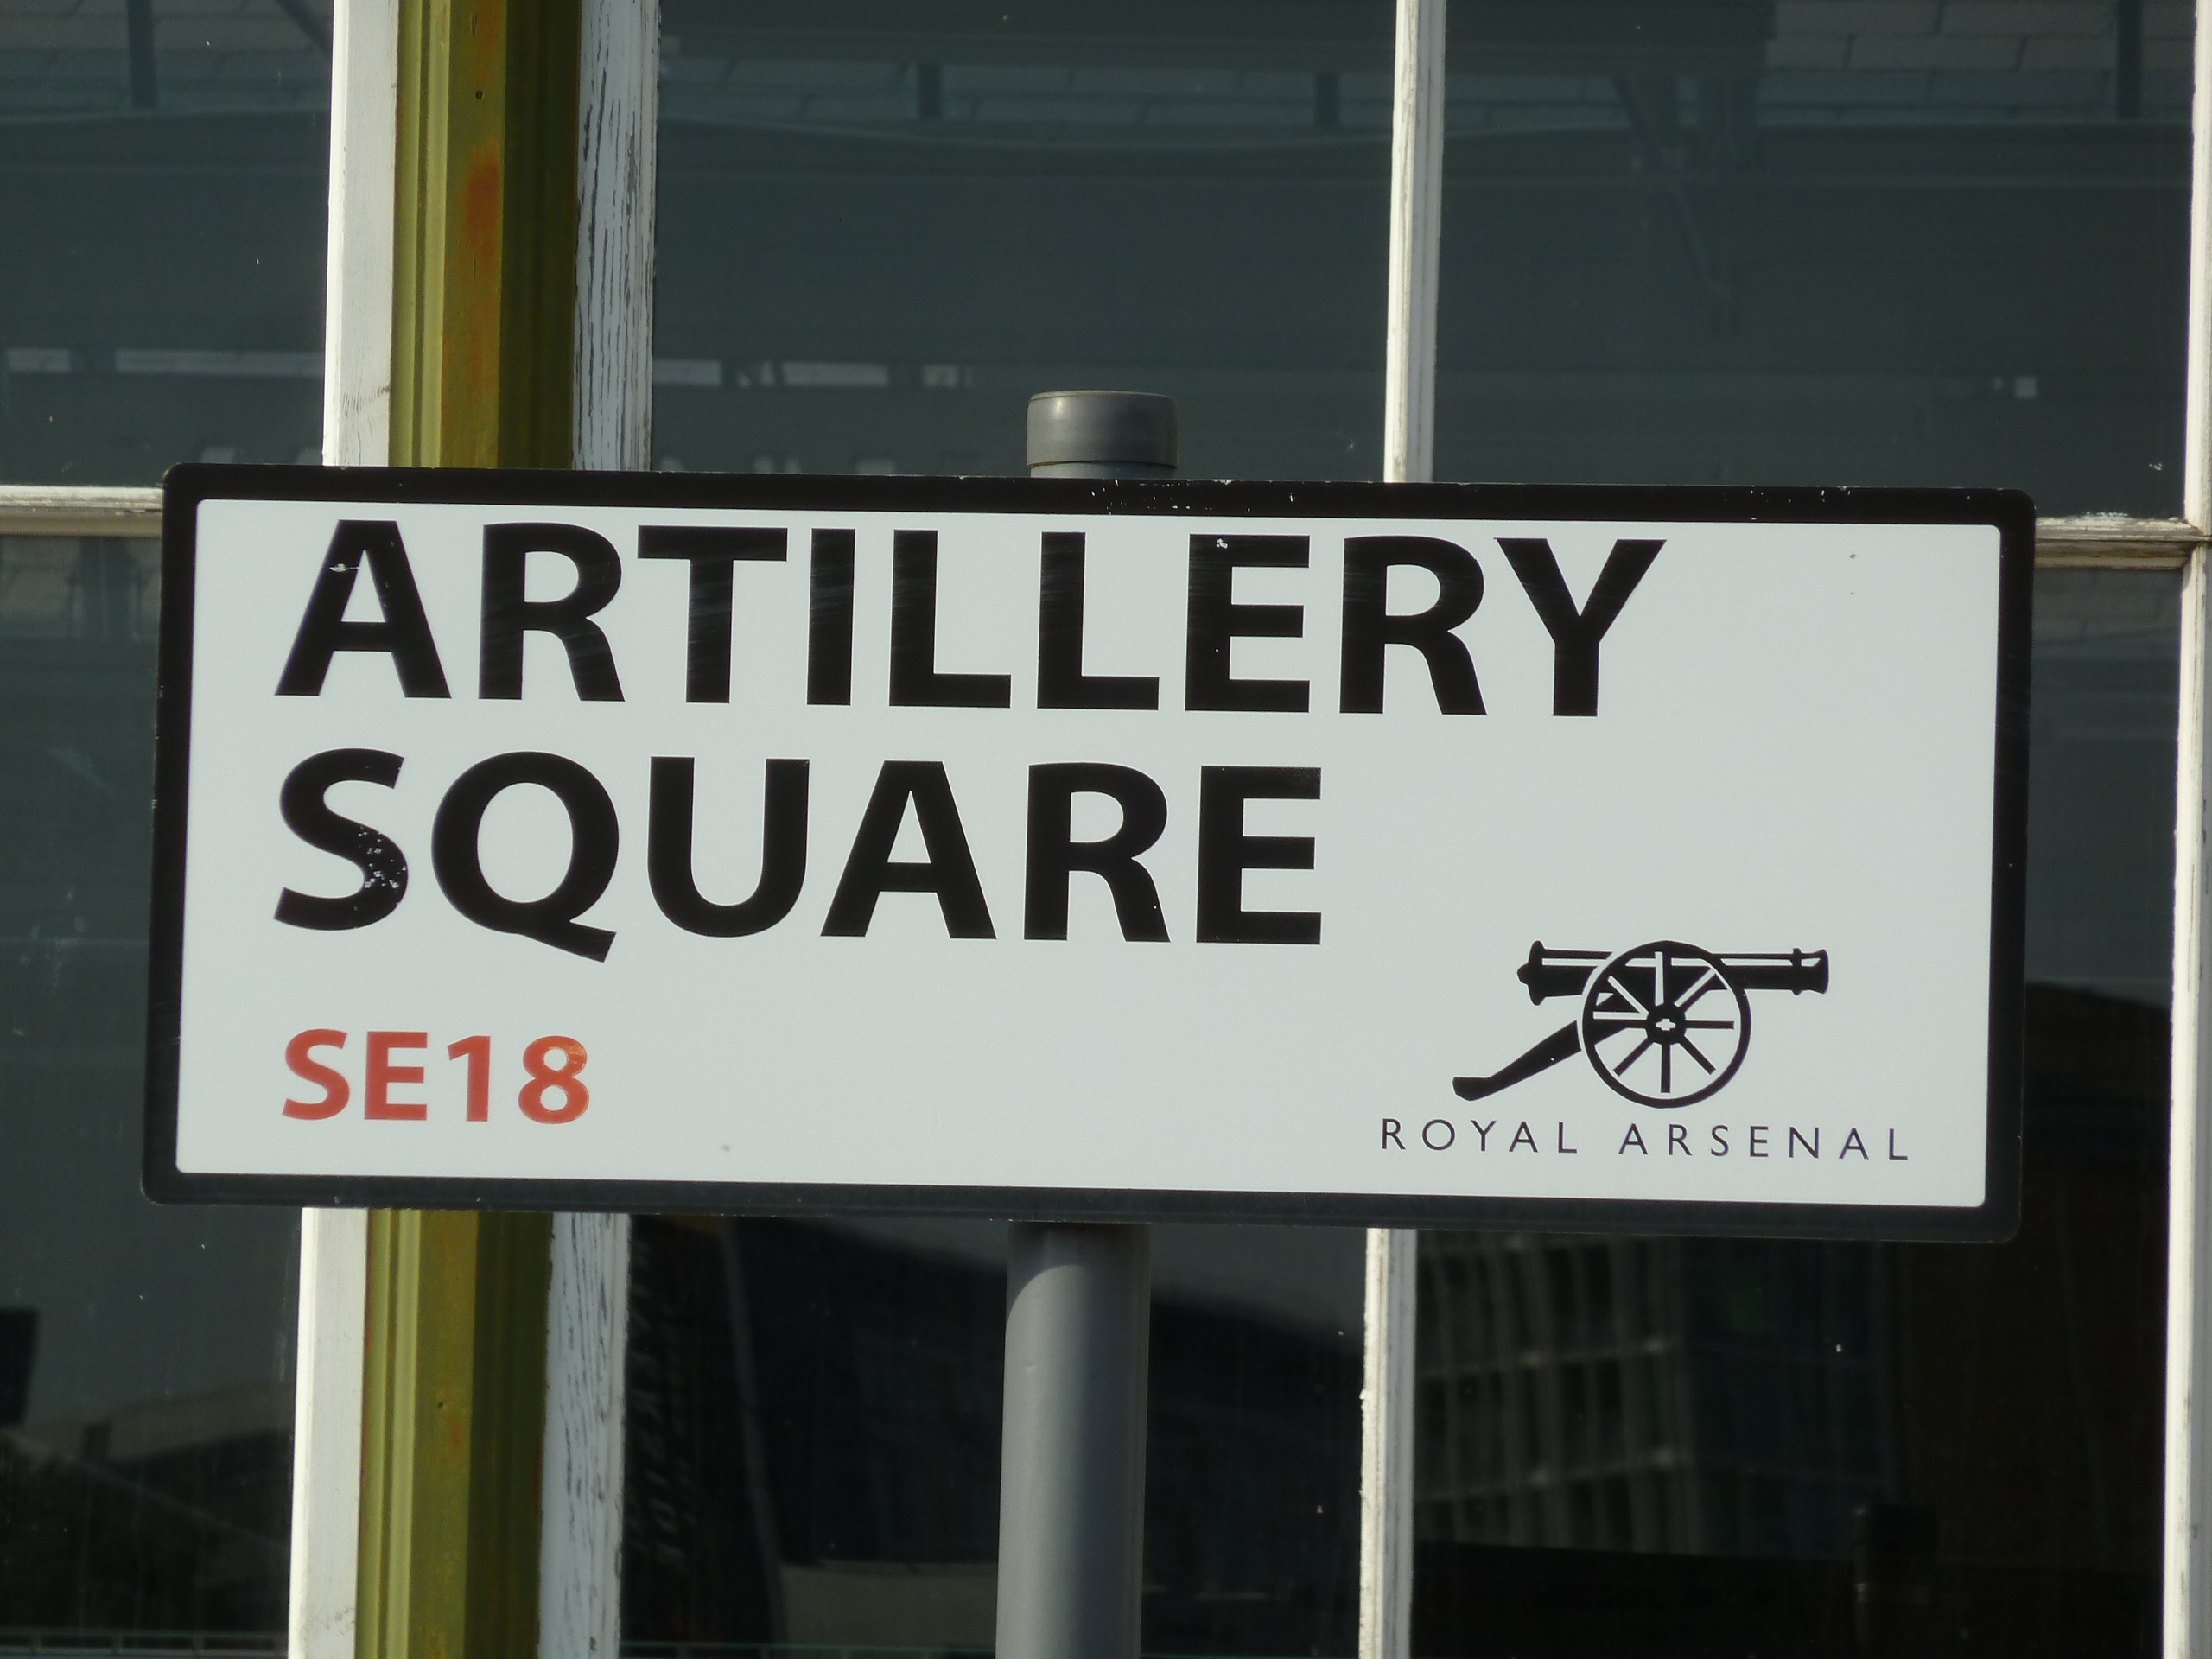 ARTILLERY
SQUARE
SE18
ROYAL ARSENAL